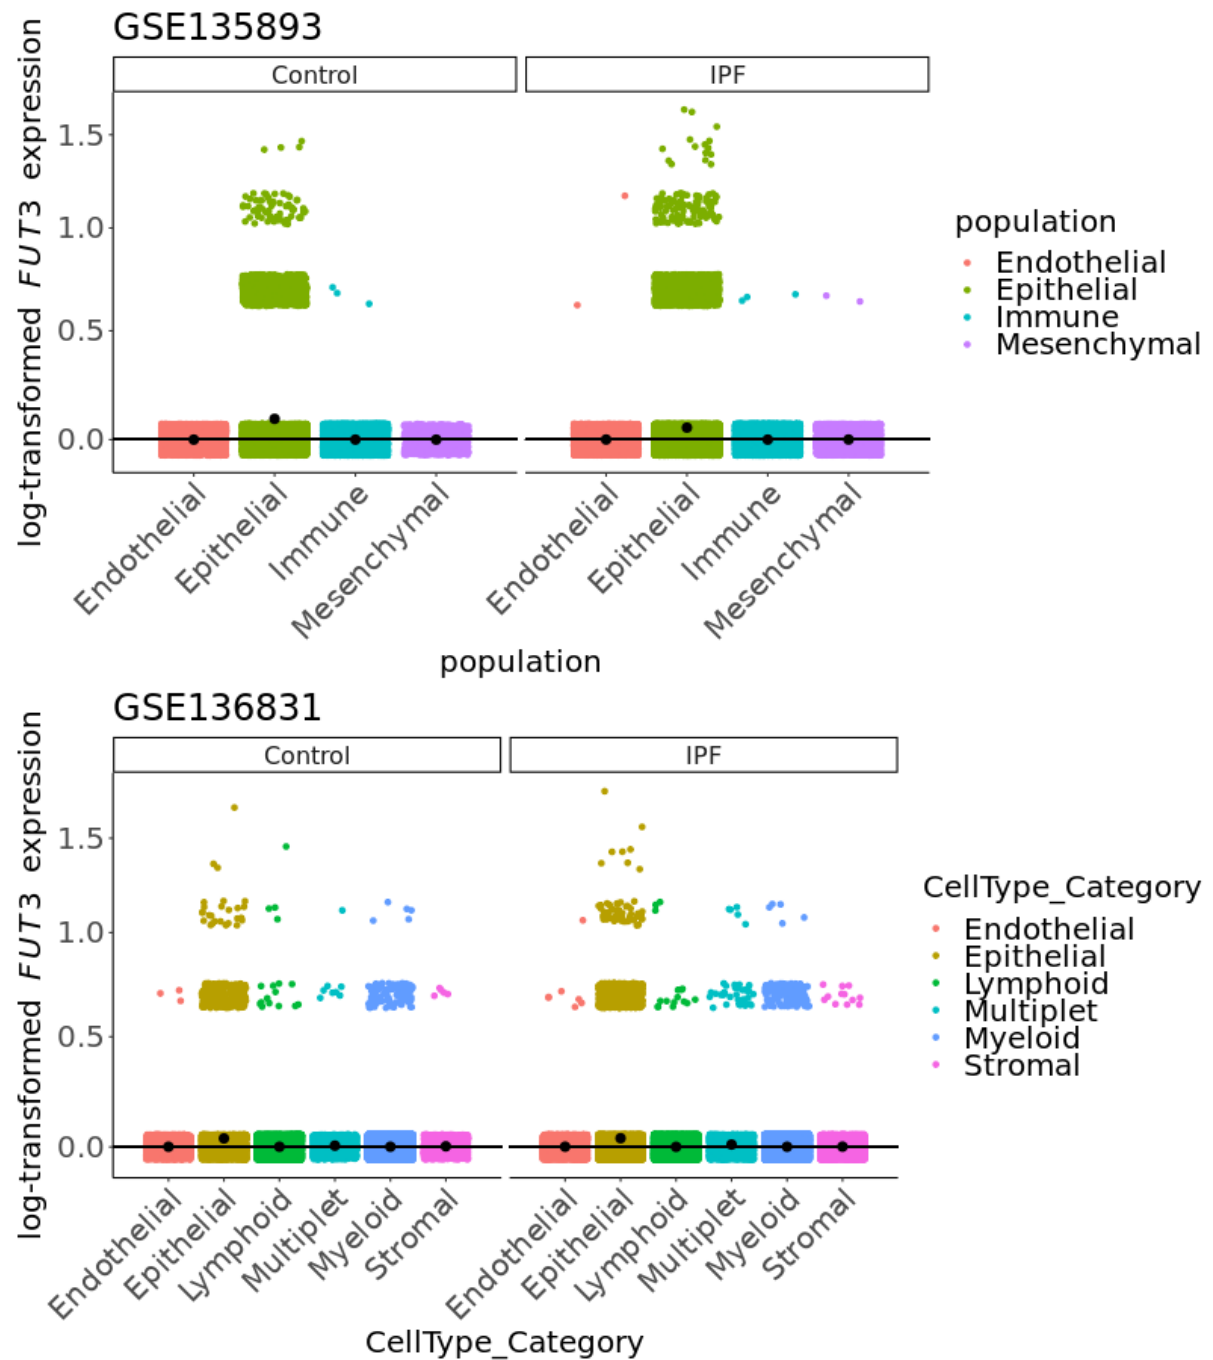 GSE135893
Control
IPF
log-transformed FUT3 expression
1.5
1.0
0.5
0.0
Endothelial
Epithelial
Immune
Mesenchymal
Endothelial
Epithelial
Immune
Mesenchymal
population
population
Endothelial
Epithelial
Immune
Mesenchymal
GSE136831
Control
IPF
log-transformed FUT3 expression
1.5
1.0
0.5
0.0
Endothelial
Epithelial
Lymphoid
Multiplet
Myeloid
Stromal
Endothelial
Epithelial
Lymphoid
Multiplet
Myeloid
Stromal
CellType_Category
CellType_Category
Endothelial
Epithelial
Lymphoid
Multiplet
Myeloid
Stromal